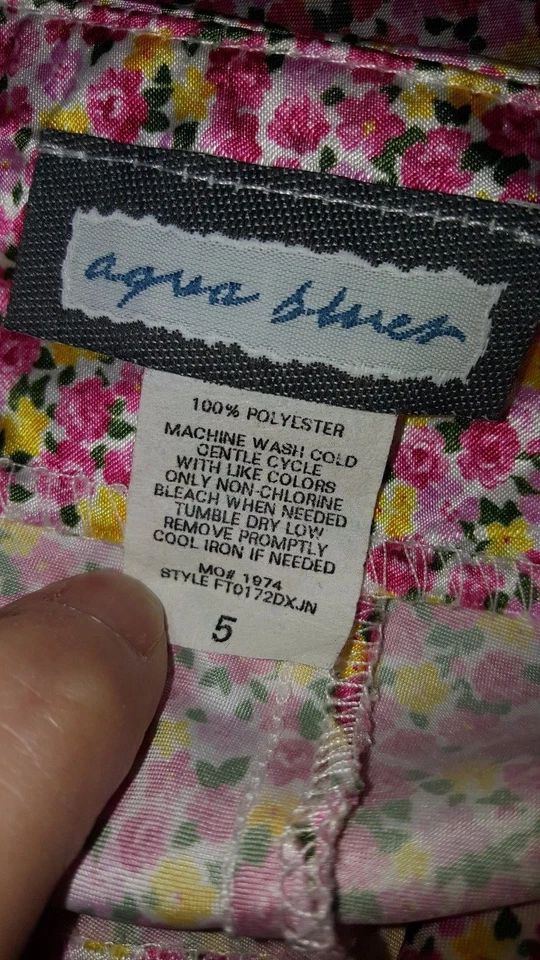 aqua blues
100% POLYESTER
MACHINE WASH COLD
GENTLE CYCLE
WITH LIKE COLORS
ONLY NON-CHLORINE
BLEACH WHEN NEEDED
TUMBLE DRY LOW
REMOVE PROMPTLY
COOL IRON IF NEEDED
MO# 1974
STYLE FT0172DXJN
5